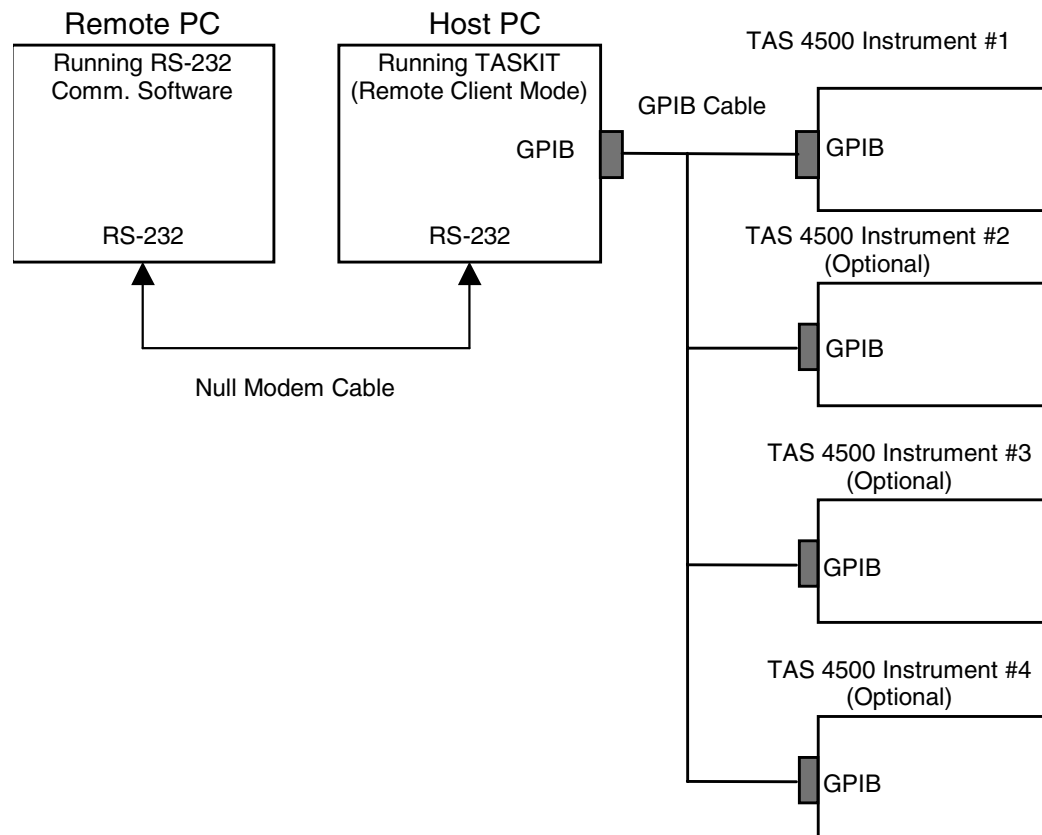 Remote PC
Running RS-232
Comm. Software
RS-232
Host PC
Running TASKIT
(Remote Client Mode)
GPIB
RS-232
Null Modem Cable
GPIB Cable
TAS 4500 Instrument #1
GPIB
TAS 4500 Instrument #2
(Optional)
GPIB
TAS 4500 Instrument #3
(Optional)
GPIB
TAS 4500 Instrument #4
(Optional)
GPIB